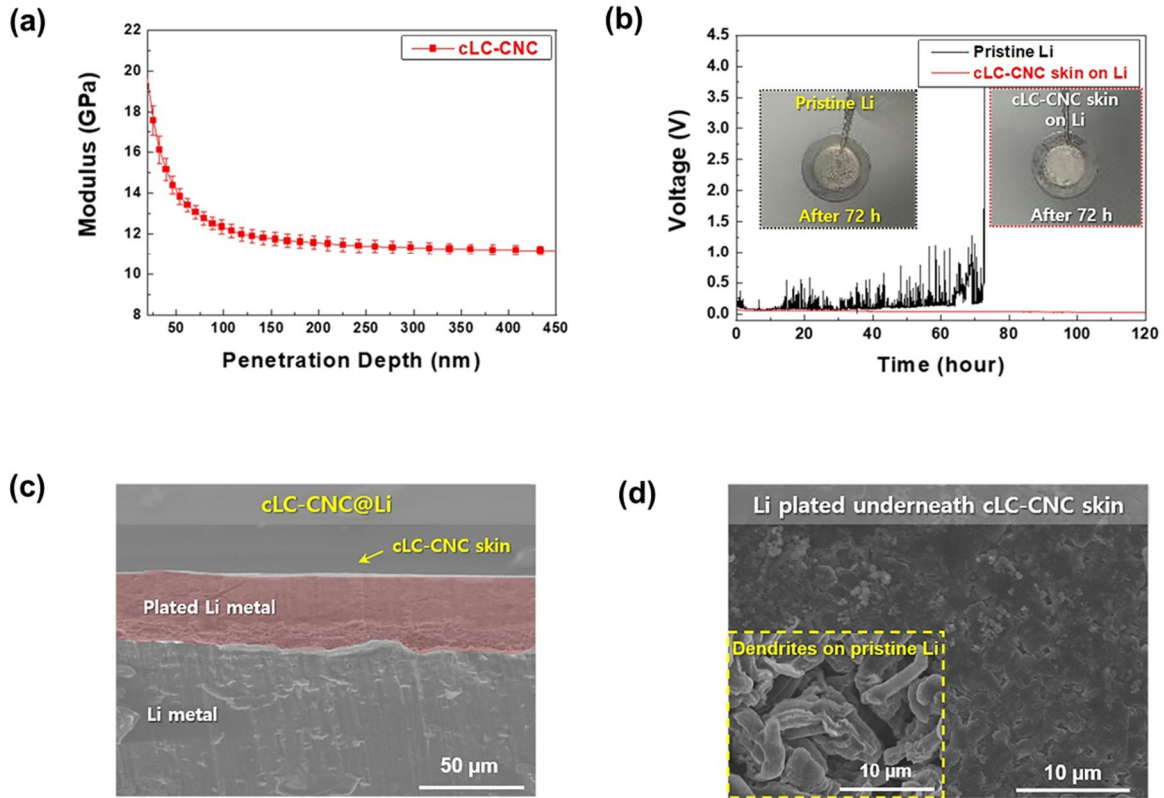 (a)
22
20
18
16
14
12
10
8
Modulus (GPa)
cLC-CNC
50 100 150 200 250 300 350 400 450
Penetration Depth (nm)
(b)
4.5
4.0
3.5
3.0
2.5
2.0
1.5
1.0
0.5
0.0
Voltage (V)
Pristine Li
cLC-CNC skin on Li
Pristine Li
After 72 h
cLC-CNC skin
on Li
After 72 h
0 20 40 60 80 100 120
Time (hour)
(c)
cLC-CNC@Li
cLC-CNC skin
Plated Li metal
Li metal
50 μm
(d)
Li plated underneath cLC-CNC skin
Dendrites on pristine Li
10 μm
10 μm